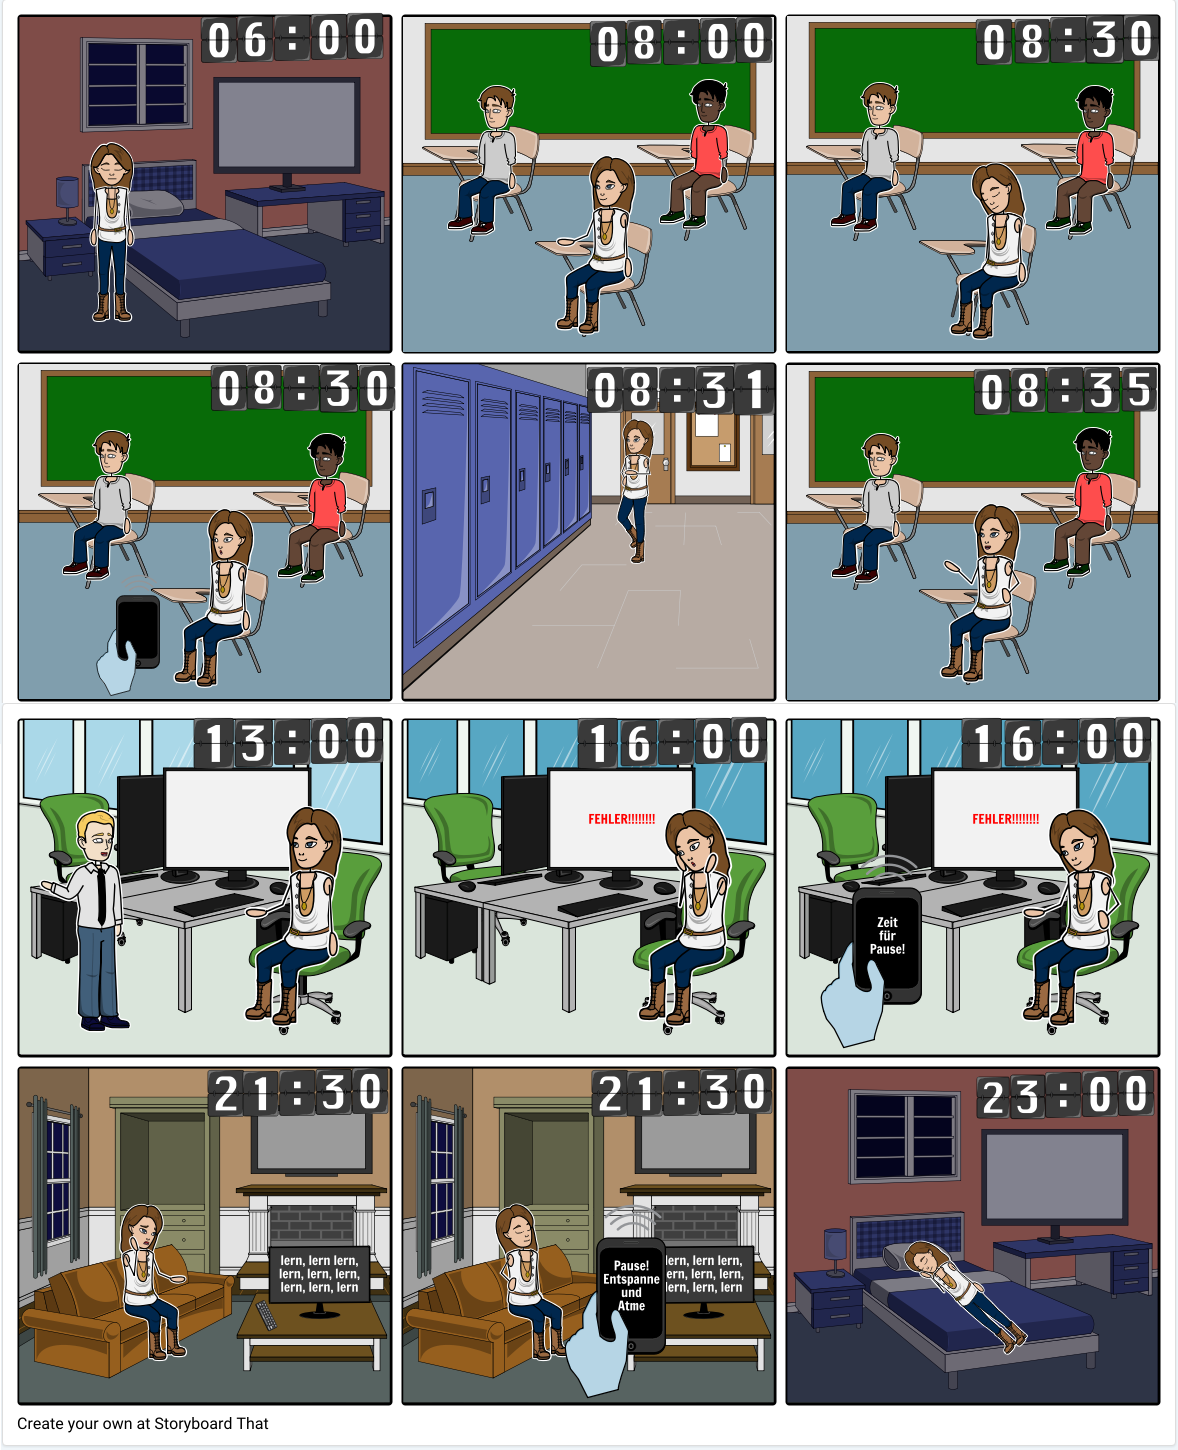 06:00
08:00
08:30
08:30
08:31
08:35
13:00
16:00
FEHLER!!!!!!!!
16:00
FEHLER!!!!!!!!
Zeit
für
Pause!
21:30
lern, lern lern,
lern, lern, lern,
lern, lern, lern
21:30
Pause!
Entspanne
und
Atme
lern, lern lern,
ern, lern, lern,
ern, lern, lern
23:00
Create your own at Storyboard That